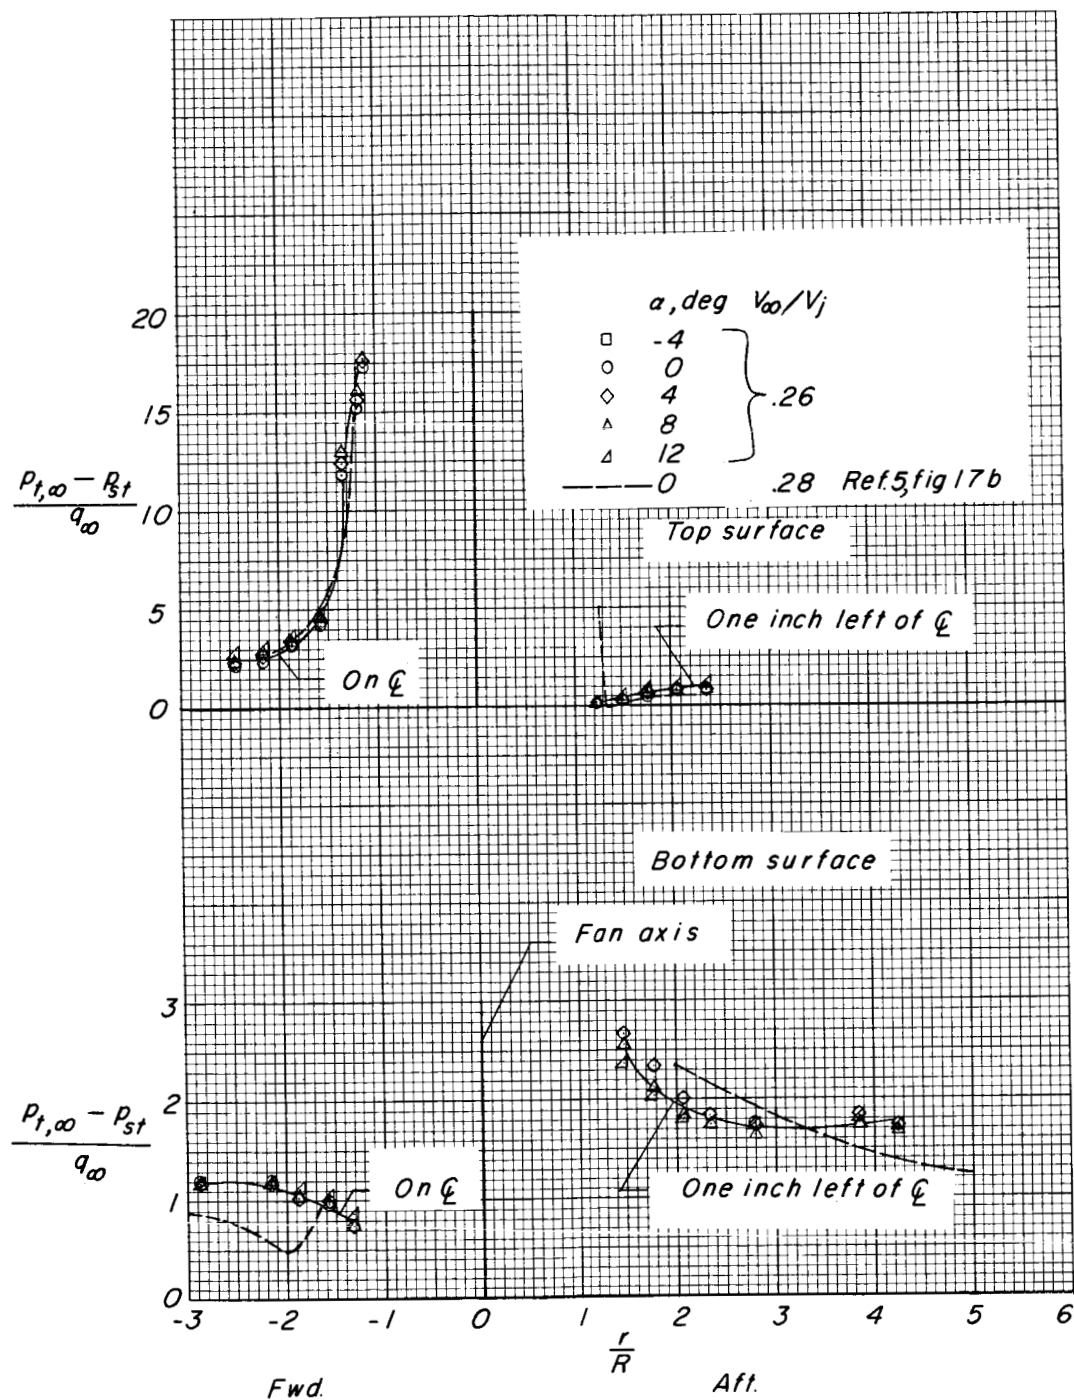 α, deg V∞/Vj
20
-4
0
4
.26
15
8
12
0 .28 Ref. 5, fig 17b
pt,∞ - pst
q∞
10
Top surface
5
One inch left of ℄
On ℄
0
Bottom surface
Fan axis
3
2
pt,∞ - pst
q∞
On ℄
One inch left of ℄
1
0
-3 -2 -1 0 1 2 3 4 5 6
r
R
Fwd. Aft.